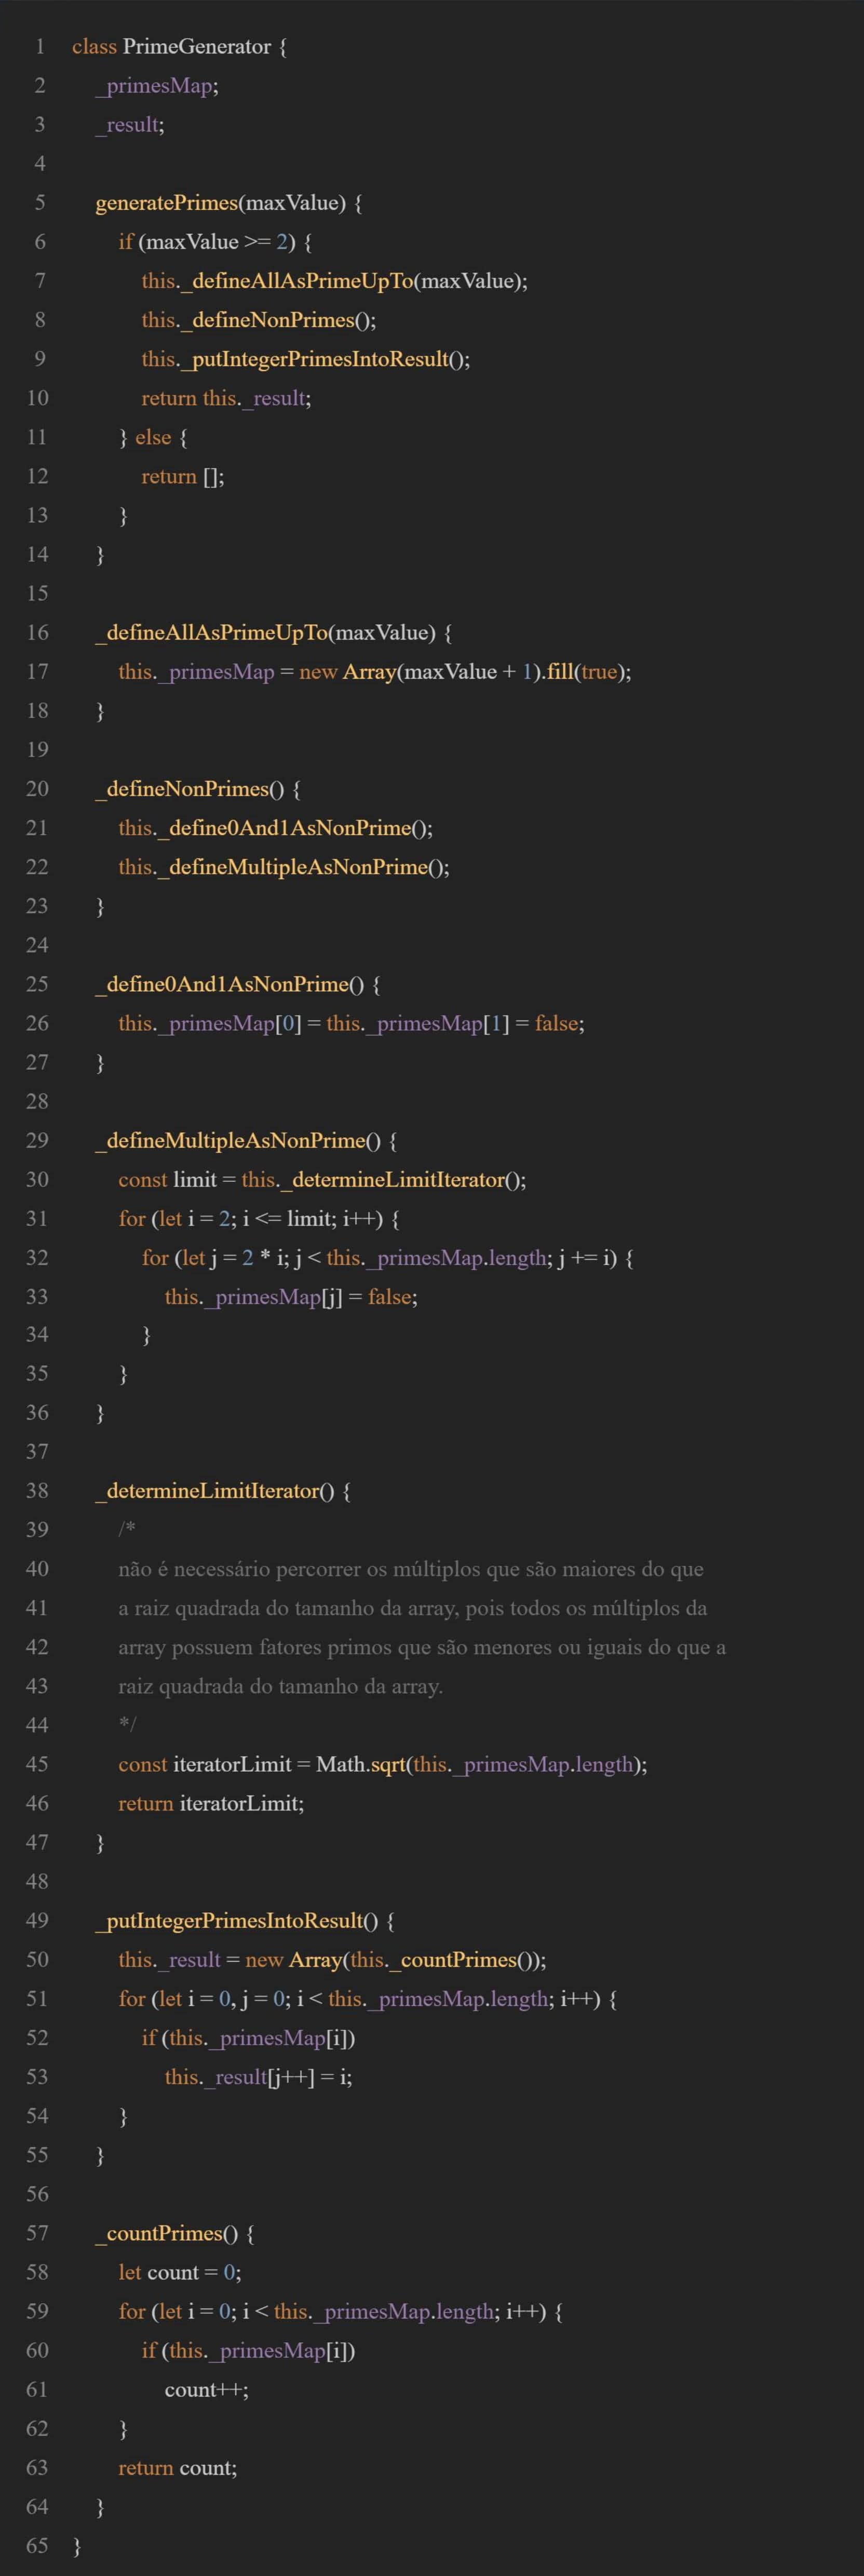 1 class PrimeGenerator {
2 _primesMap;
3 _result;
4
5 generatePrimes(maxValue) {
6 if (maxValue >= 2) {
7 this._defineAllAsPrimeUpTo(maxValue);
8 this._defineNonPrimes();
9 this._putIntegerPrimesIntoResult();
10 return this._result;
11 } else {
12 return [];
13 }
14 }
15
16 _defineAllAsPrimeUpTo(maxValue) {
17 this._primesMap = new Array(maxValue + 1).fill(true);
18 }
19
20 _defineNonPrimes() {
21 this._define0And1AsNonPrime();
22 this._defineMultipleAsNonPrime();
23 }
24
25 _define0And1AsNonPrime() {
26 this._primesMap[0] = this._primesMap[1] = false;
27 }
28
29 _defineMultipleAsNonPrime() {
30 const limit = this._determineLimitIterator();
31 for (let i = 2; i <= limit; i++) {
32 for (let j = 2 * i; j < this._primesMap.length; j += i) {
33 this._primesMap[j] = false;
34 }
35 }
36 }
37
38 _determineLimitIterator() {
39 /*
40 não é necessário percorrer os múltiplos que são maiores do que
41 a raiz quadrada do tamanho da array, pois todos os múltiplos da
42 array possuem fatores primos que são menores ou iguais do que a
43 raiz quadrada do tamanho da array.
44 */
45 const iteratorLimit = Math.sqrt(this._primesMap.length);
46 return iteratorLimit;
47 }
48
49 _putIntegerPrimesIntoResult() {
50 this._result = new Array(this._countPrimes());
51 for (let i = 0, j = 0; i < this._primesMap.length; i++) {
52 if (this._primesMap[i])
53 this._result[j++] = i;
54 }
55 }
56
57 _countPrimes() {
58 let count = 0;
59 for (let i = 0; i < this._primesMap.length; i++) {
60 if (this._primesMap[i])
61 count++;
62 }
63 return count;
64 }
65 }